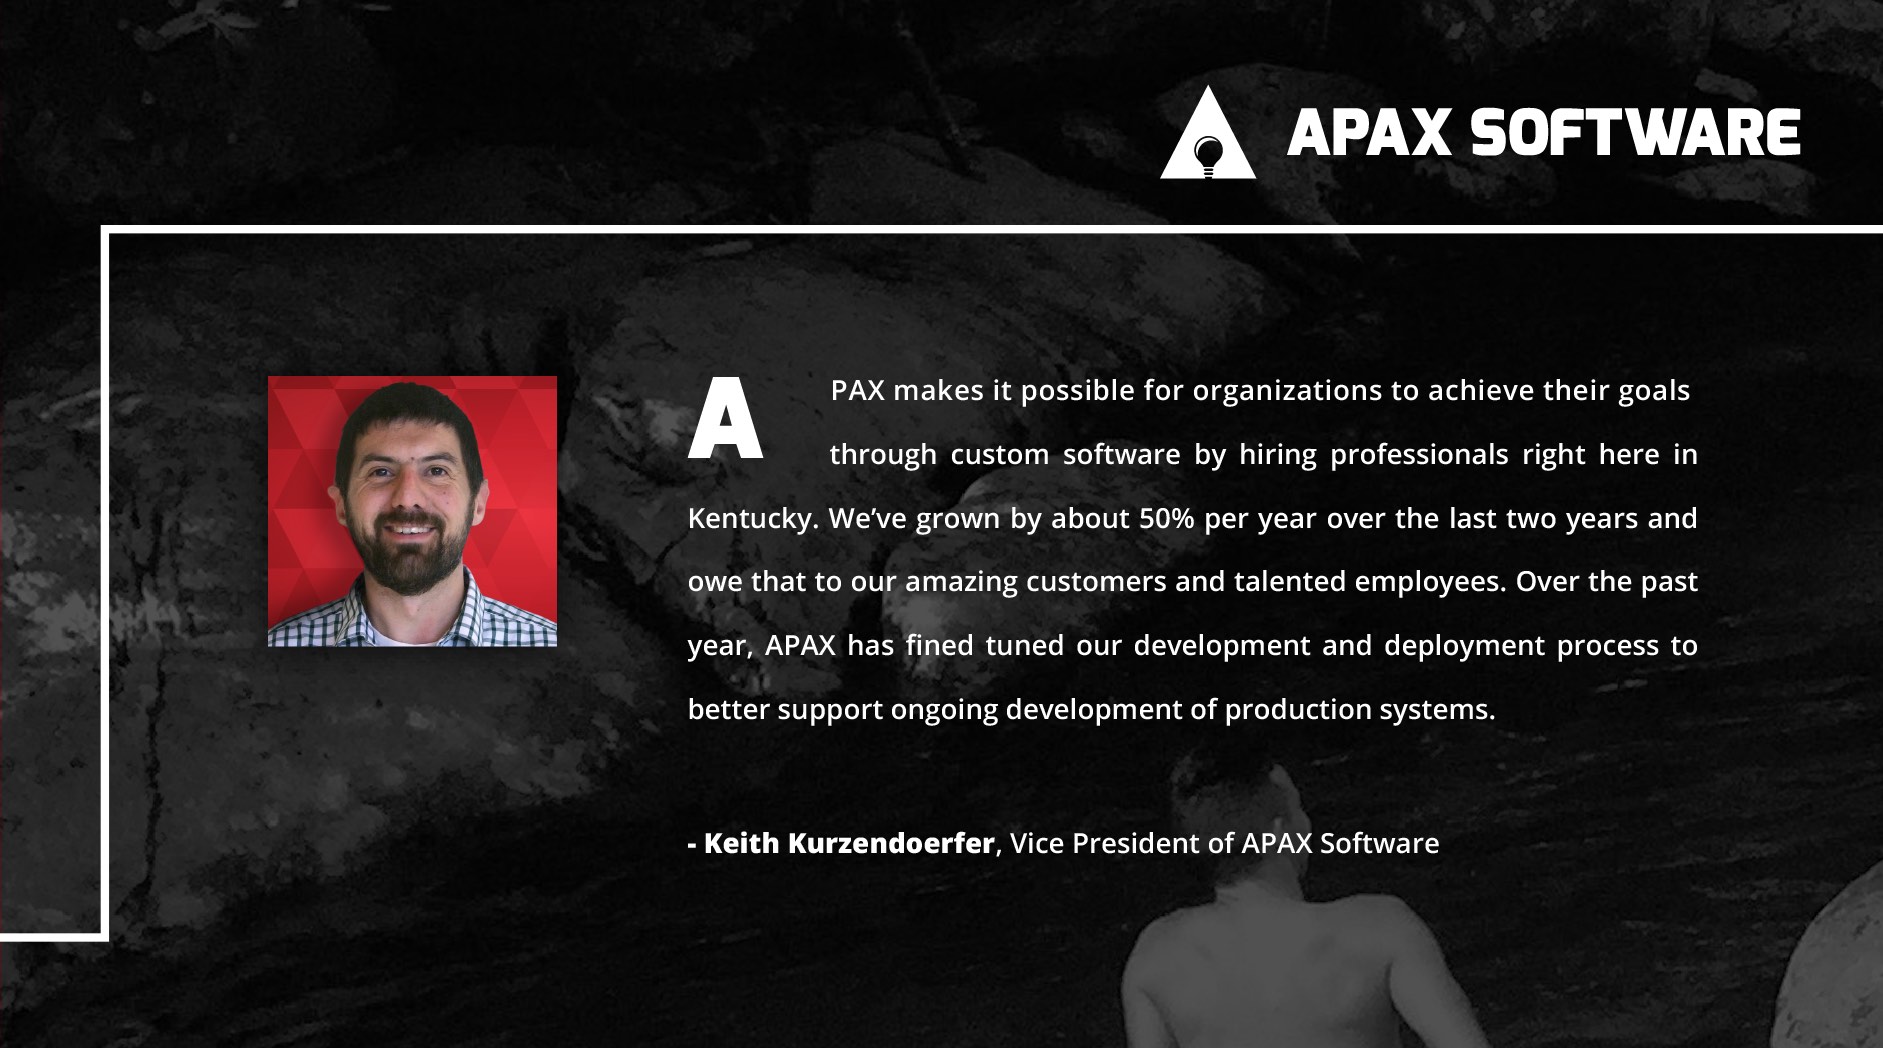 APAX SOFTWARE
APAX makes it possible for organizations to achieve their goals
through custom software by hiring professionals right here in
Kentucky. We’ve grown by about 50% per year over the last two years and
owe that to our amazing customers and talented employees. Over the past
year, APAX has fined tuned our development and deployment process to
better support ongoing development of production systems.
- Keith Kurzendoerfer, Vice President of APAX Software